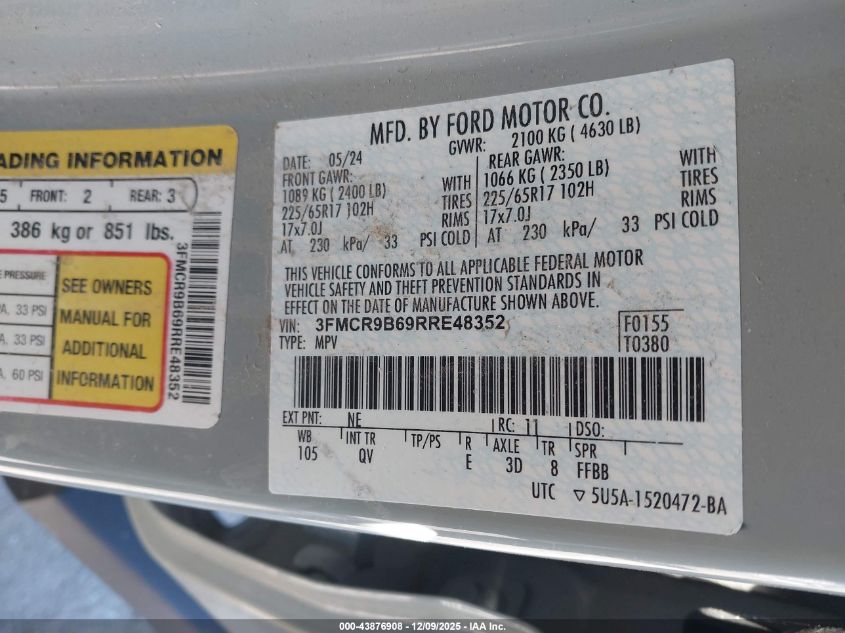 ADING INFORMATION
5 FRONT: 2 REAR: 3
386 kg or 851 lbs.
E PRESSURE
A, 33 PSI
A, 33 PSI
A, 60 PSI
SEE OWNERS
MANUAL FOR
ADDITIONAL
INFORMATION
3FMCR9B69RRE48352
MFD. BY FORD MOTOR CO.
DATE: 05/24 GVWR: 2100 KG ( 4630 LB)
FRONT GAWR: REAR GAWR: WITH
1089 KG ( 2400 LB) WITH 1066 KG ( 2350 LB) TIRES
225/65R17 102H TIRES 225/65R17 102H RIMS
17x7.0J RIMS 17x7.0J
AT 230 kPa/ 33 PSI COLD AT 230 kPa/ 33 PSI COLD
THIS VEHICLE CONFORMS TO ALL APPLICABLE FEDERAL MOTOR
VEHICLE SAFETY AND THEFT PREVENTION STANDARDS IN
EFFECT ON THE DATE OF MANUFACTURE SHOWN ABOVE.
VIN: 3FMCR9B69RRE48352 F0155
TYPE: MPV T0380
EXT PNT: NE RC: 11 DSO:
WB INT TR TP/PS R AXLE TR SPR
105 QV E 3D 8 FFBB
UTC ▽ 5U5A-1520472-BA
000-43876908 - 12/09/2025 - IAA Inc.